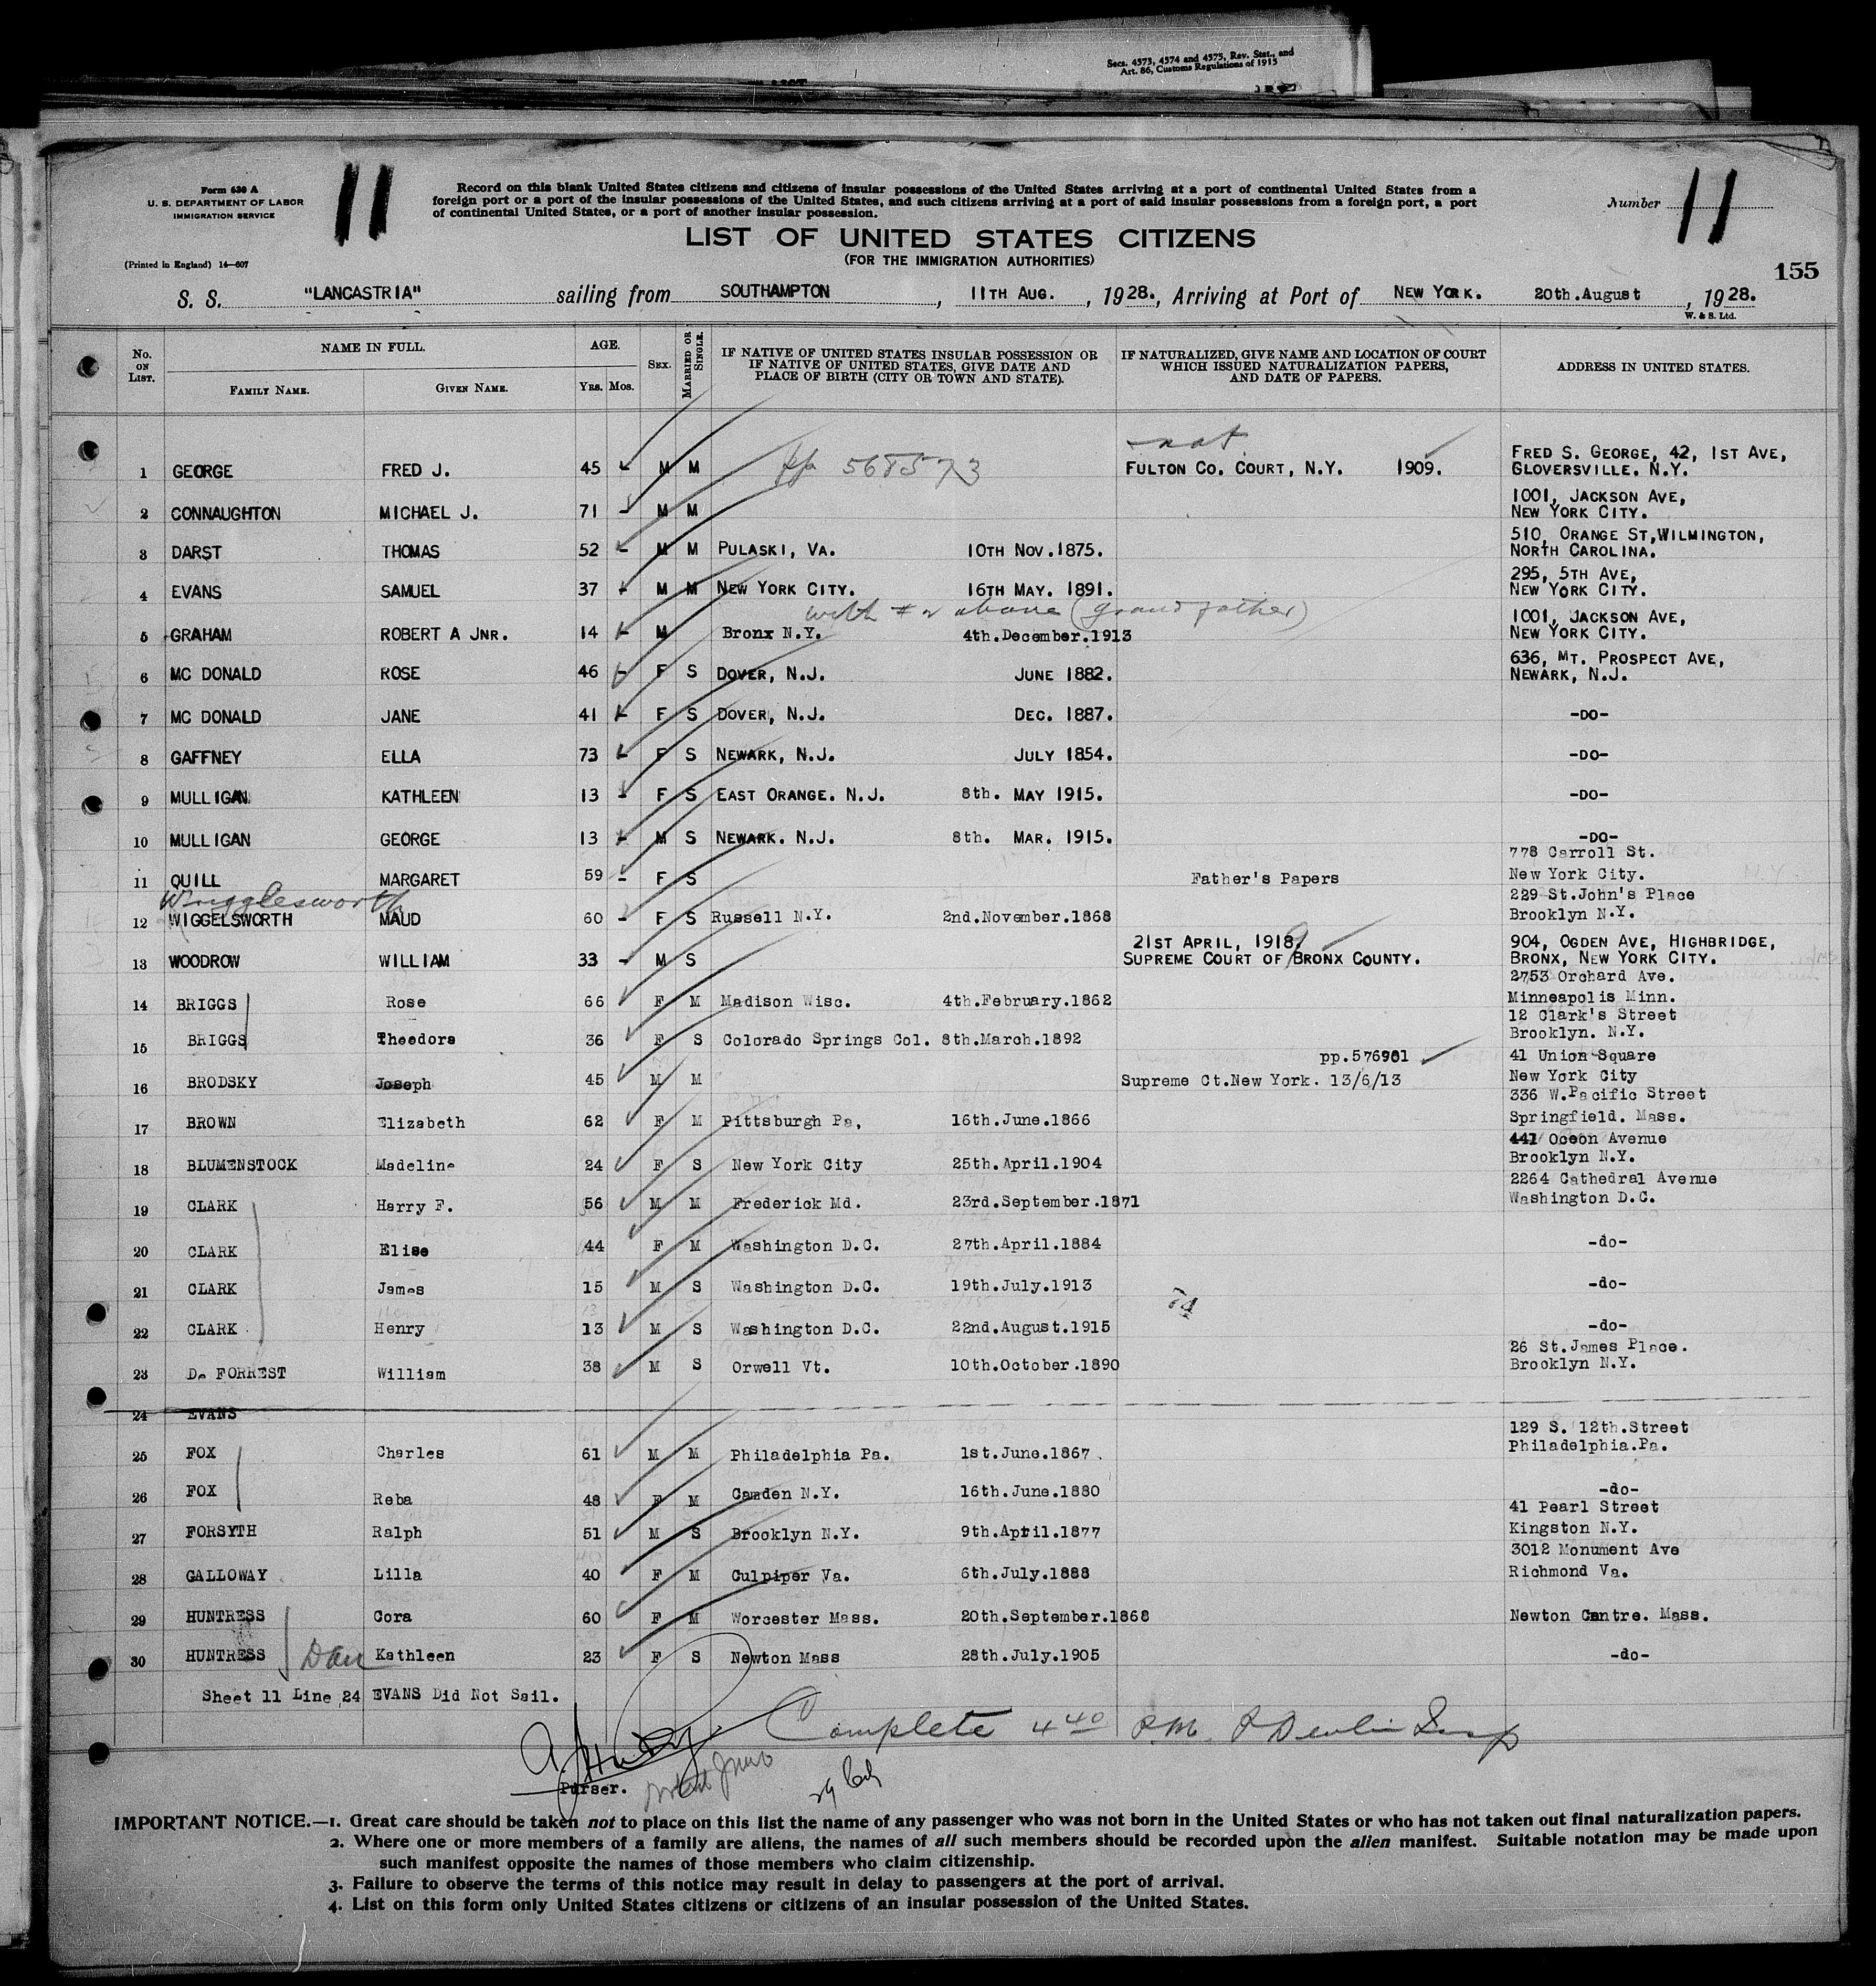 Secs. 4573, 4574 and 4575, Rev. Stat., and
Art. 86, Customs Regulations of 1915
Form 630 A
U. S. DEPARTMENT OF LABOR
IMMIGRATION SERVICE
11
Record on this blank United States citizens and citizens of insular possessions of the United States arriving at a port of continental United States from a
foreign port or a port of the insular possessions of the United States, and such citizens arriving at a port of said insular possessions from a foreign port, a port
of continental United States, or a port of another insular possession.
Number 11
LIST OF UNITED STATES CITIZENS
(FOR THE IMMIGRATION AUTHORITIES)
(Printed in England) 14—607
155
S. S. "LANCASTRIA" sailing from SOUTHAMPTON, 11TH AUG., 1928., Arriving at Port of NEW YORK. 20th.August, 1928.
W. & S. Ltd.
No. ON LIST. NAME IN FULL. FAMILY NAME. GIVEN NAME. AGE. YRS. MOS. SEX. MARRIED OR SINGLE. IF NATIVE OF UNITED STATES INSULAR POSSESSION OR IF NATIVE OF UNITED STATES, GIVE DATE AND PLACE OF BIRTH (CITY OR TOWN AND STATE). IF NATURALIZED, GIVE NAME AND LOCATION OF COURT WHICH ISSUED NATURALIZATION PAPERS, AND DATE OF PAPERS. ADDRESS IN UNITED STATES.
nat
1 GEORGE FRED J. 45 - M M pp 568573 FULTON CO. COURT, N.Y. 1909. FRED S. GEORGE, 42, 1ST AVE, GLOVERSVILLE. N.Y.
2 CONNAUGHTON MICHAEL J. 71 - M M 1001, JACKSON AVE, NEW YORK CITY.
3 DARST THOMAS 52 - M M PULASKI, VA. 10TH NOV.1875. 510, ORANGE ST,WILMINGTON, NORTH CAROLINA.
4 EVANS SAMUEL 37 - M M NEW YORK CITY. 16TH MAY. 1891. 295, 5TH AVE, NEW YORK CITY.
with #2 above (grandfather)
5 GRAHAM ROBERT A JNR. 14 - M Bronx N.Y. 4th.December.1913 1001, JACKSON AVE, NEW YORK CITY.
6 MC DONALD ROSE 46 - F S DOVER, N.J. JUNE 1882. 636, MT. PROSPECT AVE, NEWARK, N.J.
7 MC DONALD JANE 41 - F S DOVER, N.J. DEC. 1887. -DO-
8 GAFFNEY ELLA 73 - F S NEWARK, N.J. JULY 1854. -DO-
9 MULLIGAN KATHLEEN 13 - F S EAST ORANGE. N.J. 8th. MAY 1915. -DO-
10 MULLIGAN GEORGE 13 - M S NEWARK. N.J. 8th. MAR. 1915. -DO-
11 QUILL MARGARET 59 - F S Father's Papers 778 Carroll St. New York City.
Wrigglesworth
12 WIGGELSWORTH MAUD 60 - F S Russell N.Y. 2nd.November.1868 229 St.John's Place Brooklyn N.Y.
13 WOODROW WILLIAM 33 - M S 21ST APRIL, 1918, 9 SUPREME COURT OF BRONX COUNTY. 904, OGDEN AVE, HIGHBRIDGE, BRONX, NEW YORK CITY.
14 BRIGGS Rose 66 F M Madison Wisc. 4th.February.1862 2753 Orchard Ave. Minneapolis Minn.
15 BRIGGS Theodora 36 F S Colorado Springs Col. 8th.March.1892 12 Clark's Street Brooklyn. N.Y.
16 BRODSKY Joseph 45 M M pp.576901 Supreme Ct.New York. 13/6/13 41 Union Square New York City
17 BROWN Elizabeth 62 F M Pittsburgh Pa, 16th.June.1866 336 W.Pacific Street Springfield. Mass.
18 BLUMENSTOCK Madeline 24 F S New York City 25th.April.1904 441 Oceon Avenue Brooklyn N.Y.
19 CLARK Harry F. 56 M M Frederick Md. 23rd.September.1871 2264 Cathedral Avenue Washington D.C.
20 CLARK Elise 44 F M Washington D.C. 27th.April.1884 -do-
21 CLARK James 15 M S Washington D.C. 19th.July.1913 -do-
74
22 CLARK Henry 13 M S Washington D.C. 22nd.August.1915 -do-
23 De FORREST William 38 M S Orwell Vt. 10th.October.1890 26 St.James Place. Brooklyn N.Y.
24 EVANS
25 FOX Charles 61 M M Philadelphia Pa. 1st.June.1867. 129 S. 12th.Street Philadelphia.Pa.
26 FOX Reba 48 F M Camden N.Y. 16th.June.1880 -do-
27 FORSYTH Ralph 51 M S Brooklyn N.Y. 9th.April.1877 41 Pearl Street Kingston N.Y.
28 GALLOWAY Lilla 40 F M Culpiper Va. 6th.July.1888 3012 Monument Ave Richmond Va.
29 HUNTRESS Cora 60 F M Worcester Mass. 20th.September.1868 Newton Centre. Mass.
30 HUNTRESS Dau Kathleen 23 F S Newton Mass 28th.July.1905 -do-
Sheet 11 Line 24 EVANS Did Not Sail.
Complete 4 40 P.M. P Devlin Insp
Purser.
IMPORTANT NOTICE.—1. Great care should be taken not to place on this list the name of any passenger who was not born in the United States or who has not taken out final naturalization papers.
2. Where one or more members of a family are aliens, the names of all such members should be recorded upon the alien manifest. Suitable notation may be made upon
such manifest opposite the names of those members who claim citizenship.
3. Failure to observe the terms of this notice may result in delay to passengers at the port of arrival.
4. List on this form only United States citizens or citizens of an insular possession of the United States.